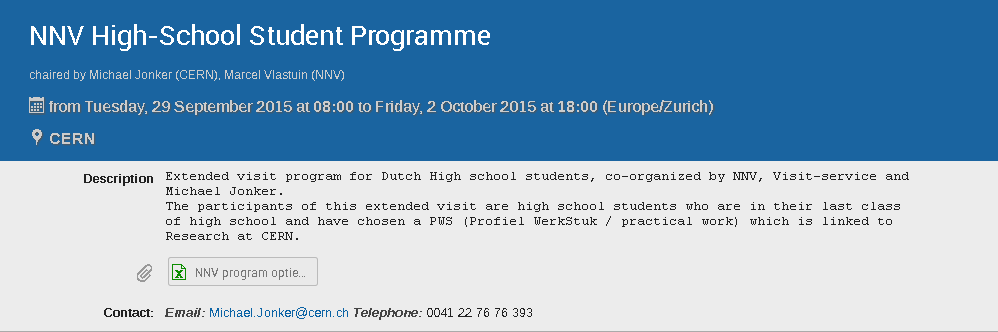 NNV High-School Student Programme
chaired by Michael Jonker (CERN), Marcel Vlastuin (NNV)
from Tuesday, 29 September 2015 at 08:00 to Friday, 2 October 2015 at 18:00 (Europe/Zurich)
CERN
Description Extended visit program for Dutch High school students, co-organized by NNV, Visit-service and
Michael Jonker.
The participants of this extended visit are high school students who are in their last class
of high school and have chosen a PWS (Profiel WerkStuk / practical work) which is linked to
Research at CERN.
NNV program optie...
Contact: Email: Michael.Jonker@cern.ch Telephone: 0041 22 76 76 393